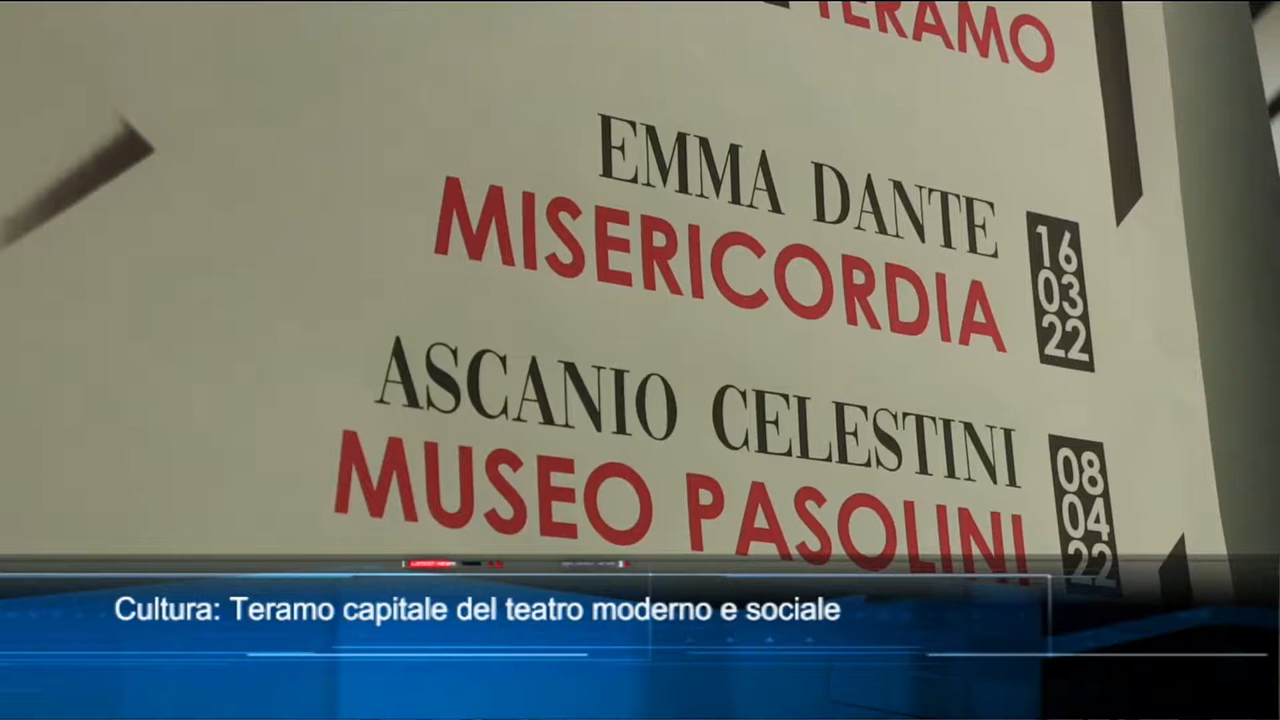 TERAMO
EMMA DANTE
MISERICORDIA
16
03
22
ASCANIO CELESTINI
MUSEO PASOLINI
08
04
22
Cultura: Teramo capitale del teatro moderno e sociale